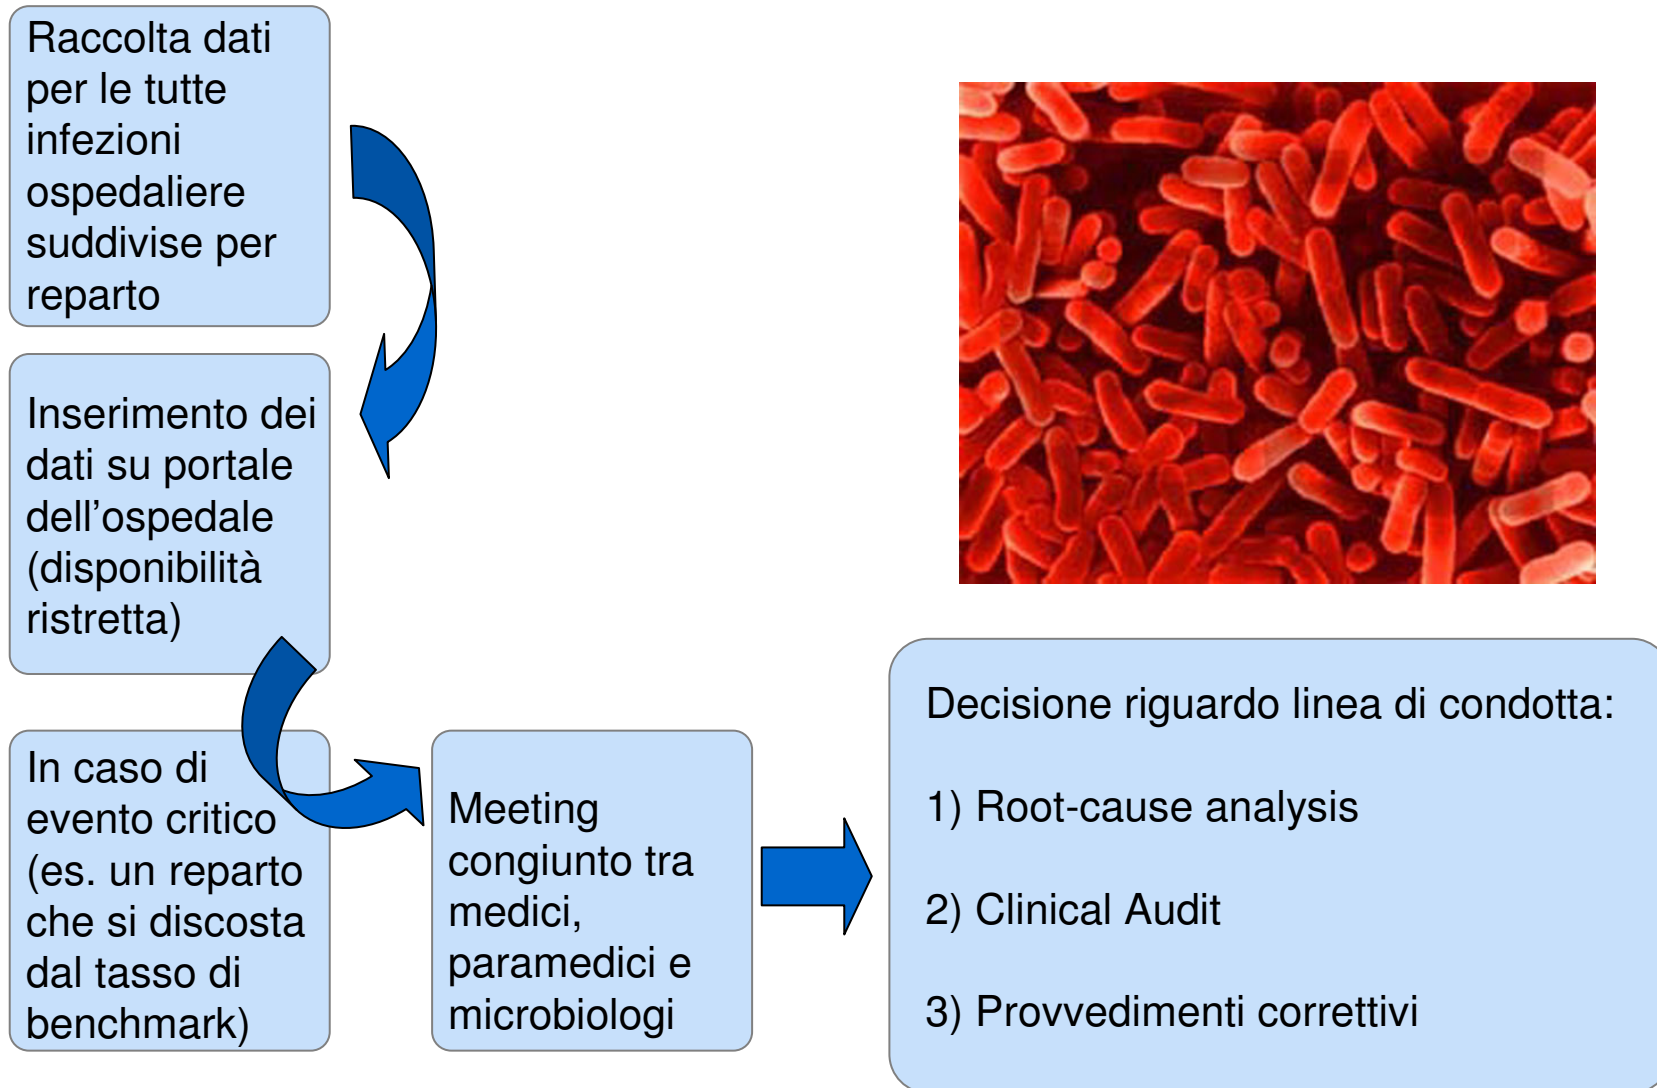 Raccolta dati
per le tutte
infezioni
ospedaliere
suddivise per
reparto
Inserimento dei
dati su portale
dell’ospedale
(disponibilità
ristretta)
In caso di
evento critico
(es. un reparto
che si discosta
dal tasso di
benchmark)
Meeting
congiunto tra
medici,
paramedici e
microbiologi
Decisione riguardo linea di condotta:
1) Root-cause analysis
2) Clinical Audit
3) Provvedimenti correttivi